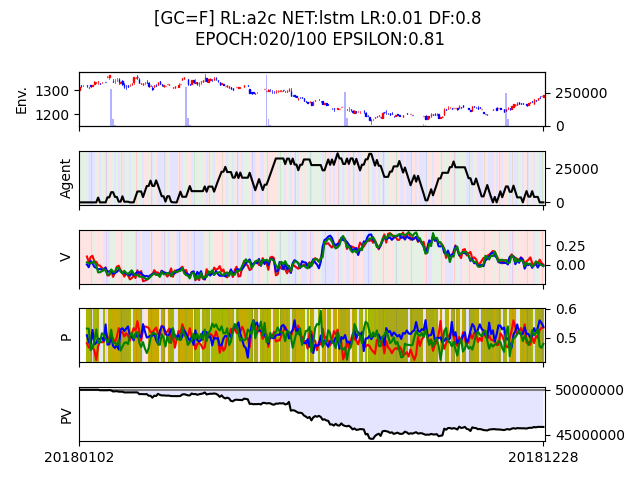 [GC=F] RL:a2c NET:lstm LR:0.01 DF:0.8
EPOCH:020/100 EPSILON:0.81
Env.
1300
1200
250000
0
Agent
25000
0
V
0.25
0.00
P
0.6
0.5
PV
50000000
45000000
20180102
20181228